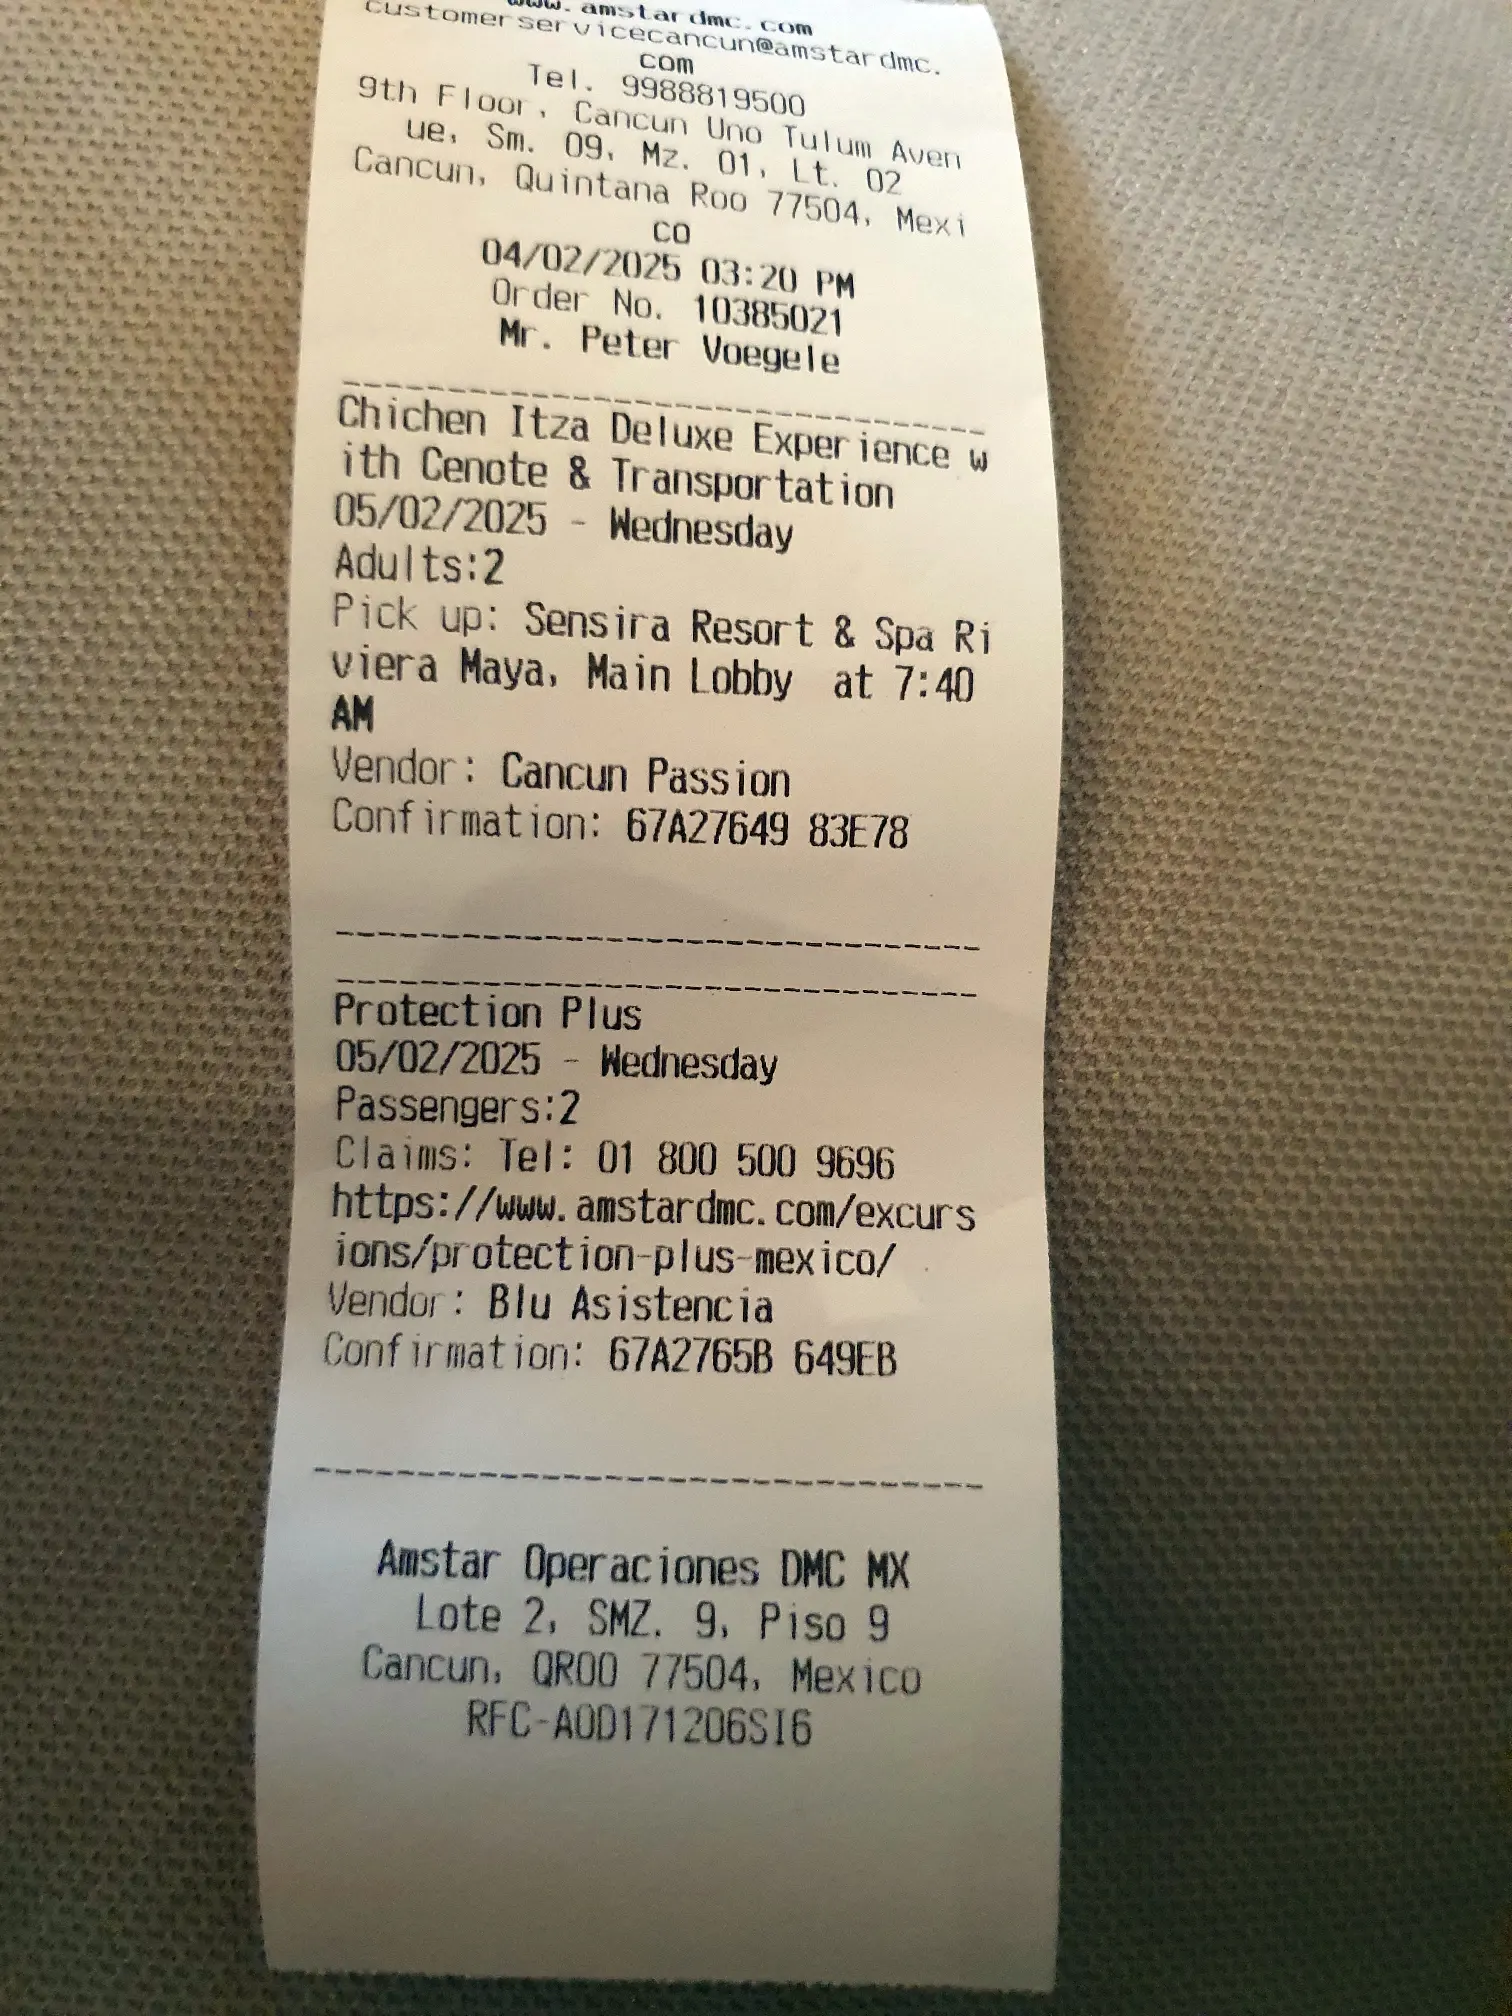 www.amstardmc.com
customerservicecancun@amstardmc.
com
Tel. 9988819500
9th Floor, Cancun Uno Tulum Aven
ue, Sm. 09, Mz. 01, Lt. 02
Cancun, Quintana Roo 77504, Mexi
co
04/02/2025 03:20 PM
Order No. 10385021
Mr. Peter Voegele
Chichen Itza Deluxe Experience w
ith Cenote & Transportation
05/02/2025 - Wednesday
Adults:2
Pick up: Sensira Resort & Spa Ri
viera Maya, Main Lobby at 7:40
AM
Vendor: Cancun Passion
Confirmation: 67A27649 83E78
Protection Plus
05/02/2025 - Wednesday
Passengers:2
Claims: Tel: 01 800 500 9696
https://www.amstardmc.com/excurs
ions/protection-plus-mexico/
Vendor: Blu Asistencia
Confirmation: 67A2765B 649EB
Amstar Operaciones DMC MX
Lote 2, SMZ. 9, Piso 9
Cancun, QROO 77504, Mexico
RFC-AOD171206SI6